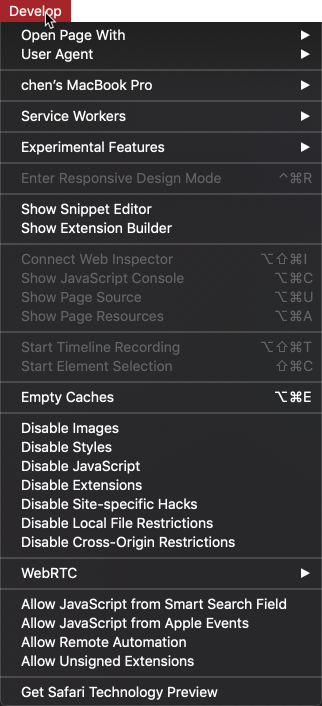 Develop
Open Page With ▶
User Agent ▶
chen's MacBook Pro ▶
Service Workers ▶
Experimental Features ▶
Enter Responsive Design Mode ^⌘R
Show Snippet Editor
Show Extension Builder
Connect Web Inspector ⌥⇧⌘I
Show JavaScript Console ⌥⌘C
Show Page Source ⌥⌘U
Show Page Resources ⌥⌘A
Start Timeline Recording ⌥⇧⌘T
Start Element Selection ⇧⌘C
Empty Caches ⌥⌘E
Disable Images
Disable Styles
Disable JavaScript
Disable Extensions
Disable Site-specific Hacks
Disable Local File Restrictions
Disable Cross-Origin Restrictions
WebRTC ▶
Allow JavaScript from Smart Search Field
Allow JavaScript from Apple Events
Allow Remote Automation
Allow Unsigned Extensions
Get Safari Technology Preview